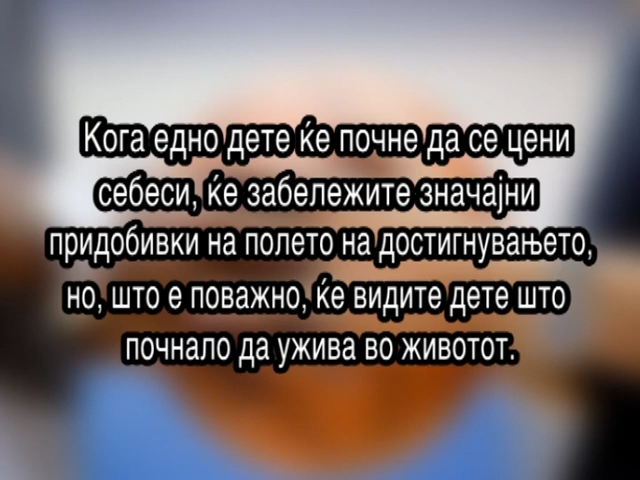 Кога едно дете ќе почне да се цени
себеси, ќе забележите значајни
придобивки на полето на достигнувањето,
но, што е поважно, ќе видите дете што
почнало да ужива во животот.